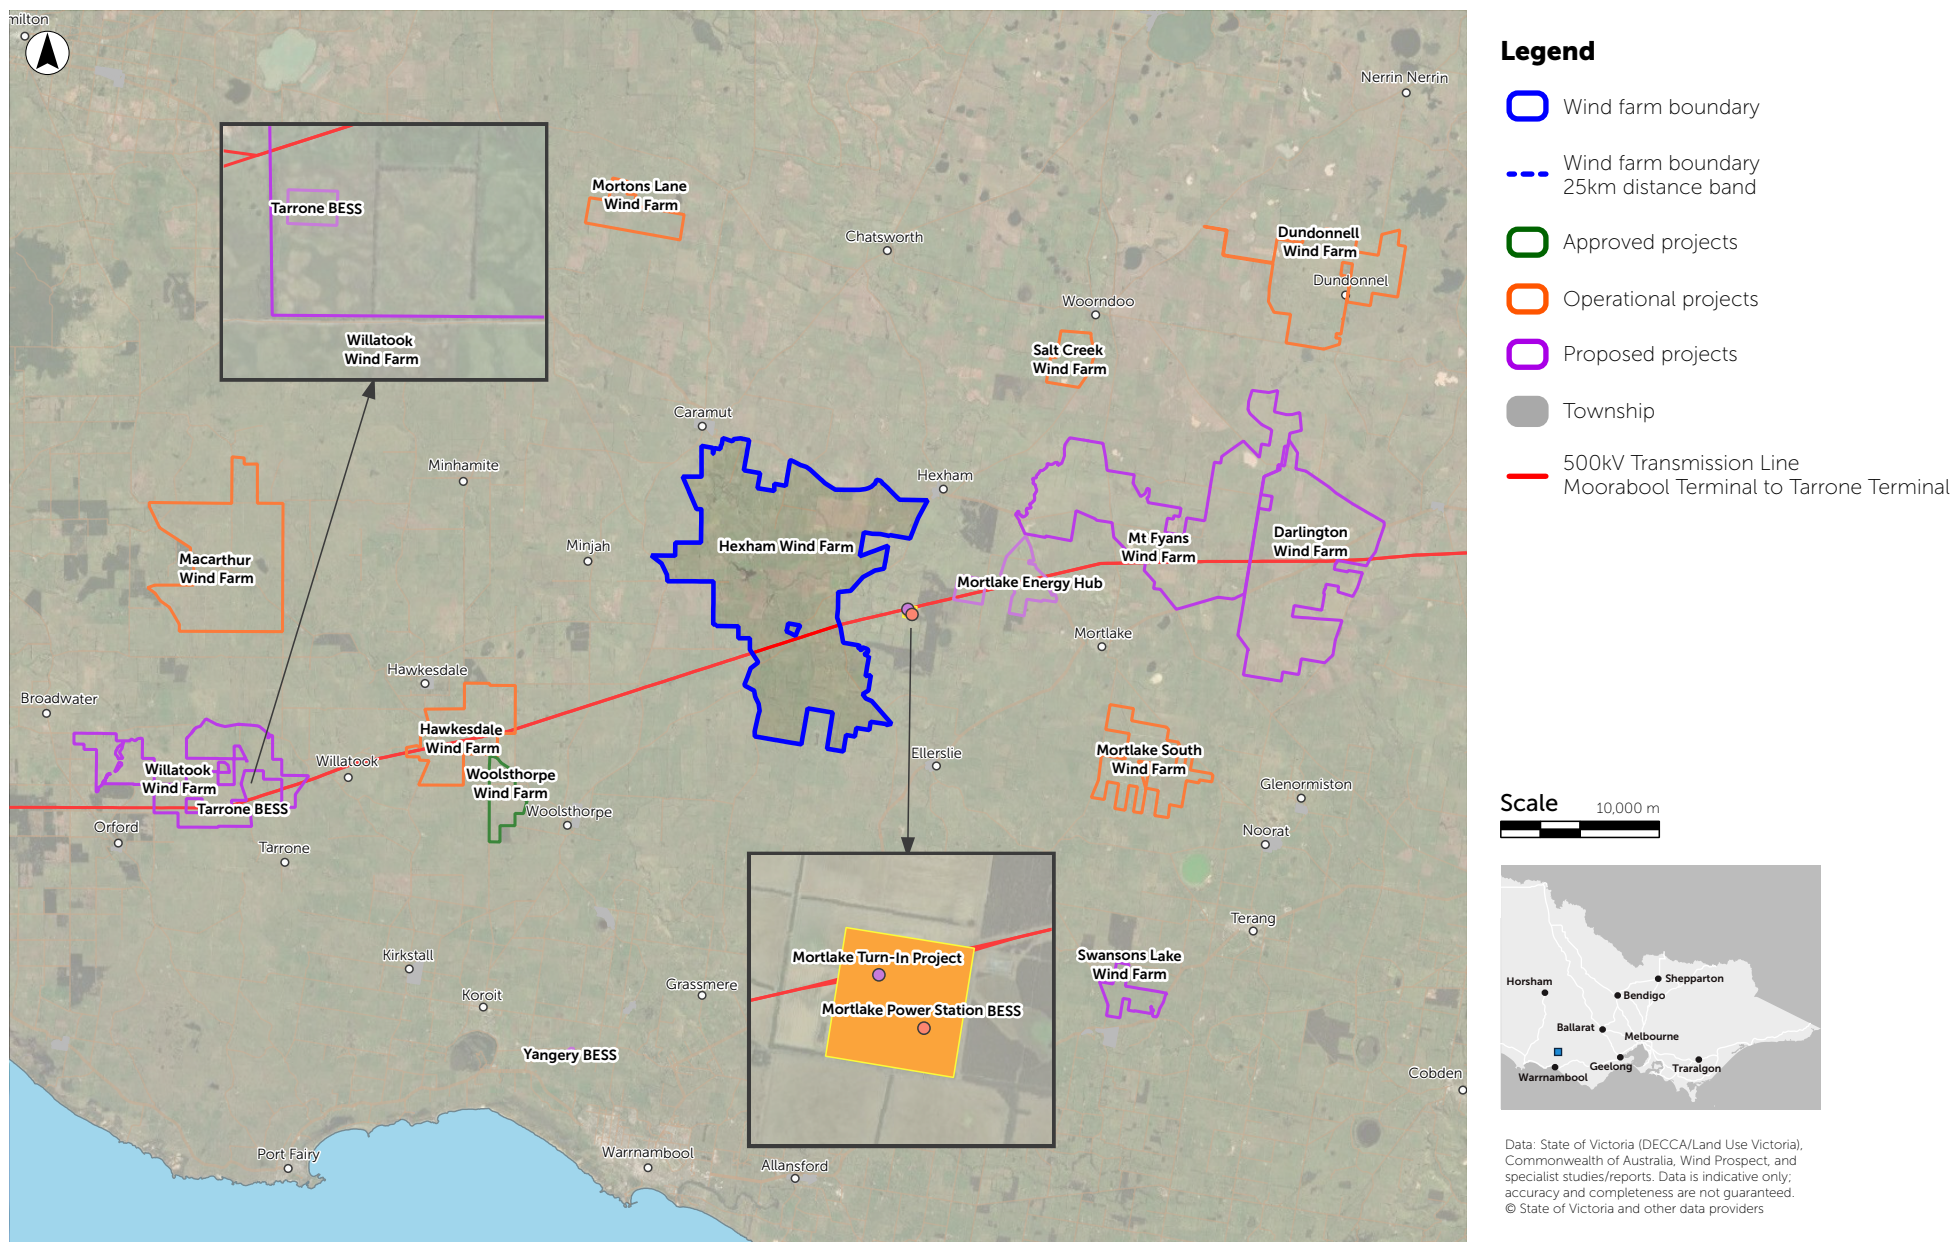 milton
Nerrin Nerrin
Mortons Lane
Wind Farm
Tarrone BESS
Willatook
Wind Farm
Chatsworth
Dundonnell
Wind Farm
Dundonnel
Woorndoo
Salt Creek
Wind Farm
Caramut
Minhamite
Hexham
Macarthur
Wind Farm
Minjah
Hexham Wind Farm
Mt Fyans
Wind Farm
Darlington
Wind Farm
Mortlake Energy Hub
Mortlake
Hawkesdale
Broadwater
Hawkesdale
Wind Farm
Willatook
Willatook
Wind Farm
Tarrone BESS
Woolsthorpe
Wind Farm
Woolsthorpe
Ellerslie
Mortlake South
Wind Farm
Glenormiston
Orford
Tarrone
Noorat
Terang
Kirkstall
Koroit
Grassmere
Mortlake Turn-In Project
Mortlake Power Station BESS
Swansons Lake
Wind Farm
Yangery BESS
Cobden
Port Fairy
Warrnambool
Allansford
Legend
Wind farm boundary
Wind farm boundary
25km distance band
Approved projects
Operational projects
Proposed projects
Township
500kV Transmission Line
Moorabool Terminal to Tarrone Terminal
Scale
10,000 m
Horsham
Shepparton
Bendigo
Ballarat
Melbourne
Geelong
Warrnambool
Traralgon
Data: State of Victoria (DECCA/Land Use Victoria),
Commonwealth of Australia, Wind Prospect, and
specialist studies/reports. Data is indicative only;
accuracy and completeness are not guaranteed.
© State of Victoria and other data providers